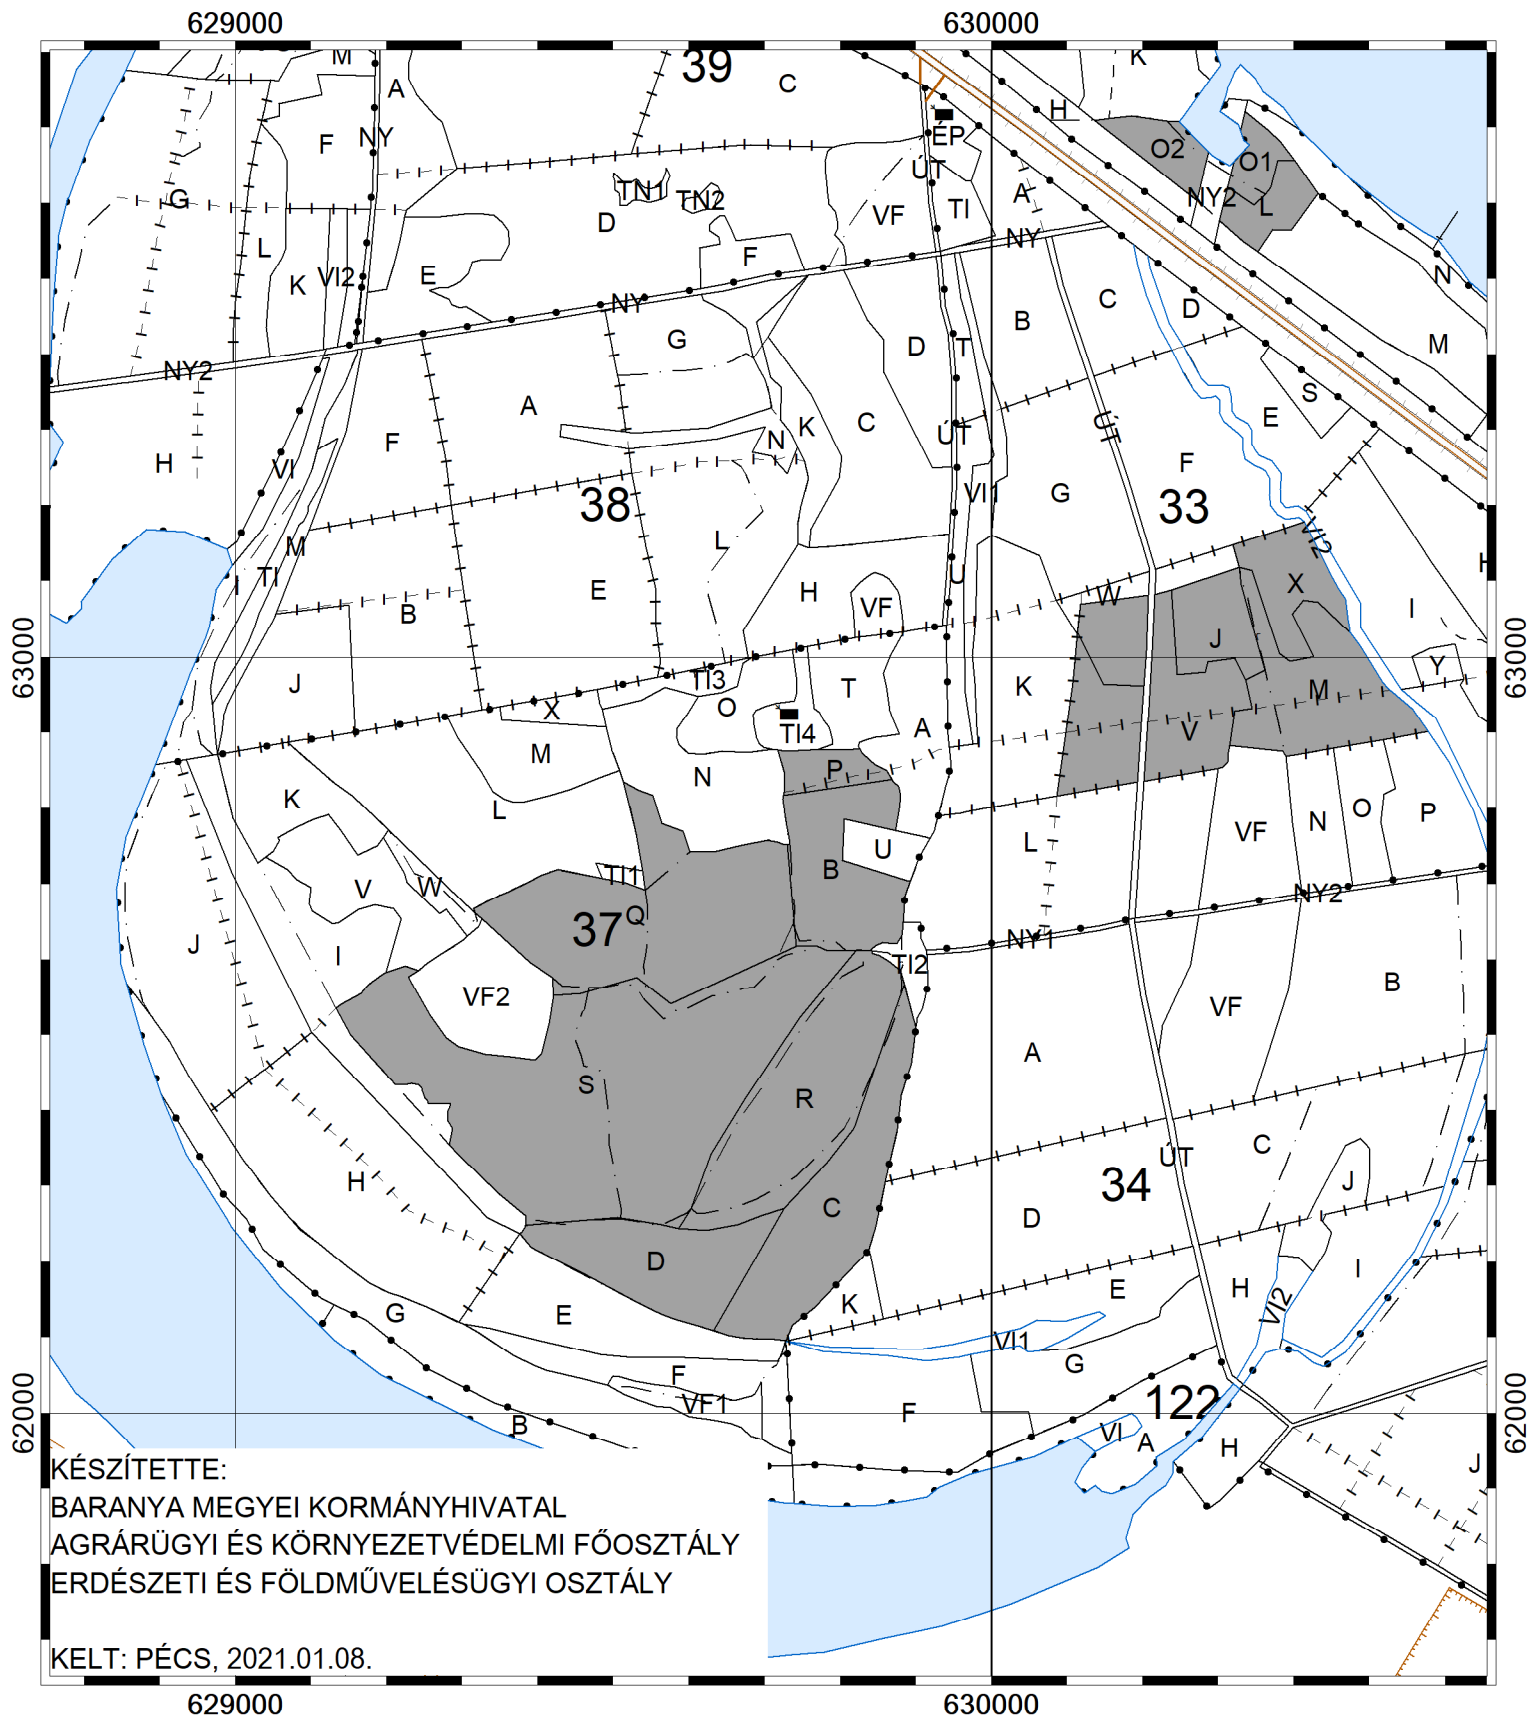 629000 630000
39
M
A
C
K
H
F
NY
ÉP
O2
O1
ÚT
G
TN1
TN2
A
NY2
L
D
VF
TI
L
K
VI2
E
F
NY
N
NY
C
D
B
M
NY2
G
D
T
S
A
E
F
K
C
ÚT
ÚT
N
H
VI
F
38
VI1
G
33
M
L
VI2
TI
I
E
H
U
W
X
H
B
VF
J
I
63000
63000
J
TI3
T
K
M
Y
X
O
TI4
A
V
M
N
P
K
L
L
VF
N
O
P
V
W
TI1
B
U
NY2
37
Q
J
I
NY1
TI2
VF2
VF
B
A
S
R
C
ÚT
H
34
J
C
D
D
I
E
H
K
VI2
G
E
VI1
G
F
VF1
62000
62000
B
F
122
VI
A
H
J
KÉSZÍTETTE:
BARANYA MEGYEI KORMÁNYHIVATAL
AGRÁRÜGYI ÉS KÖRNYEZETVÉDELMI FŐOSZTÁLY
ERDÉSZETI ÉS FÖLDMŰVELÉSÜGYI OSZTÁLY
KELT: PÉCS, 2021.01.08.
629000 630000